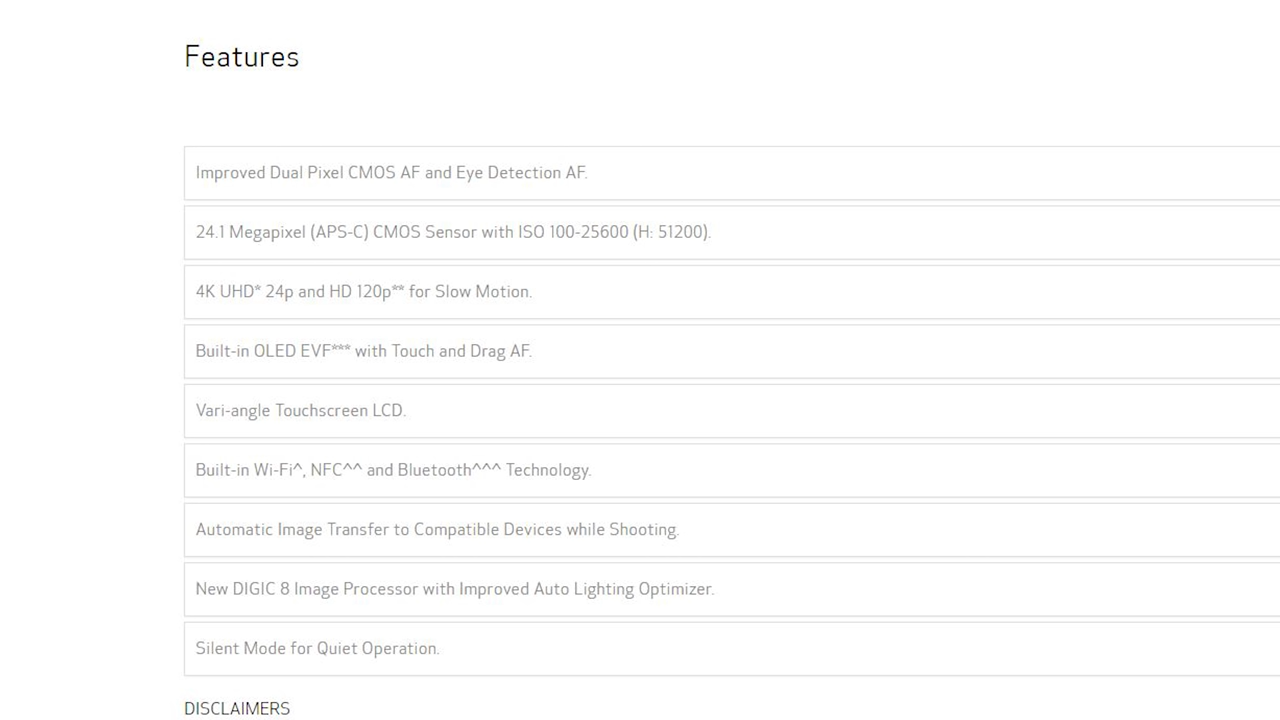 Features
Improved Dual Pixel CMOS AF and Eye Detection AF.
24.1 Megapixel (APS-C) CMOS Sensor with ISO 100-25600 (H: 51200).
4K UHD* 24p and HD 120p** for Slow Motion.
Built-in OLED EVF*** with Touch and Drag AF.
Vari-angle Touchscreen LCD.
Built-in Wi-Fi^, NFC^^ and Bluetooth^^^ Technology.
Automatic Image Transfer to Compatible Devices while Shooting.
New DIGIC 8 Image Processor with Improved Auto Lighting Optimizer.
Silent Mode for Quiet Operation.
DISCLAIMERS